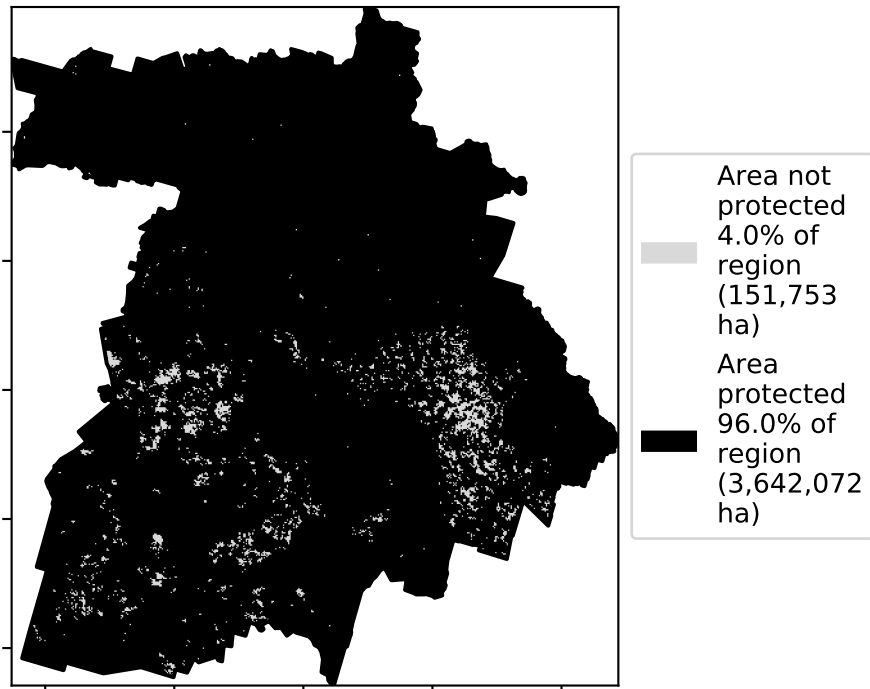 Area not
protected
4.0% of
region
(151,753
ha)
Area
protected
96.0% of
region
(3,642,072
ha)